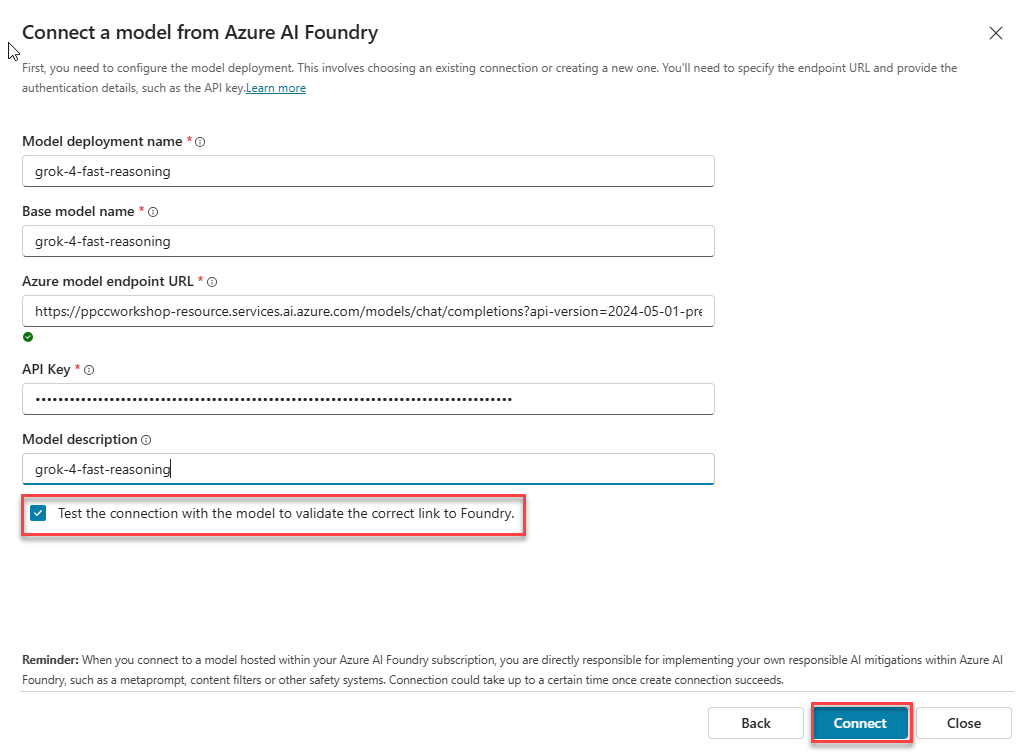 Connect a model from Azure AI Foundry
First, you need to configure the model deployment. This involves choosing an existing connection or creating a new one. You'll need to specify the endpoint URL and provide the
authentication details, such as the API key.Learn more
Model deployment name *
grok-4-fast-reasoning
Base model name *
grok-4-fast-reasoning
Azure model endpoint URL *
https://ppccworkshop-resource.services.ai.azure.com/models/chat/completions?api-version=2024-05-01-pre
API Key *
••••••••••••••••••••••••••••••••••••••••••••••••••••••••••••••••••••••••••••••••••••
Model description
grok-4-fast-reasoning
Test the connection with the model to validate the correct link to Foundry.
Reminder: When you connect to a model hosted within your Azure AI Foundry subscription, you are directly responsible for implementing your own responsible AI mitigations within Azure AI
Foundry, such as a metaprompt, content filters or other safety systems. Connection could take up to a certain time once create connection succeeds.
Back
Connect
Close